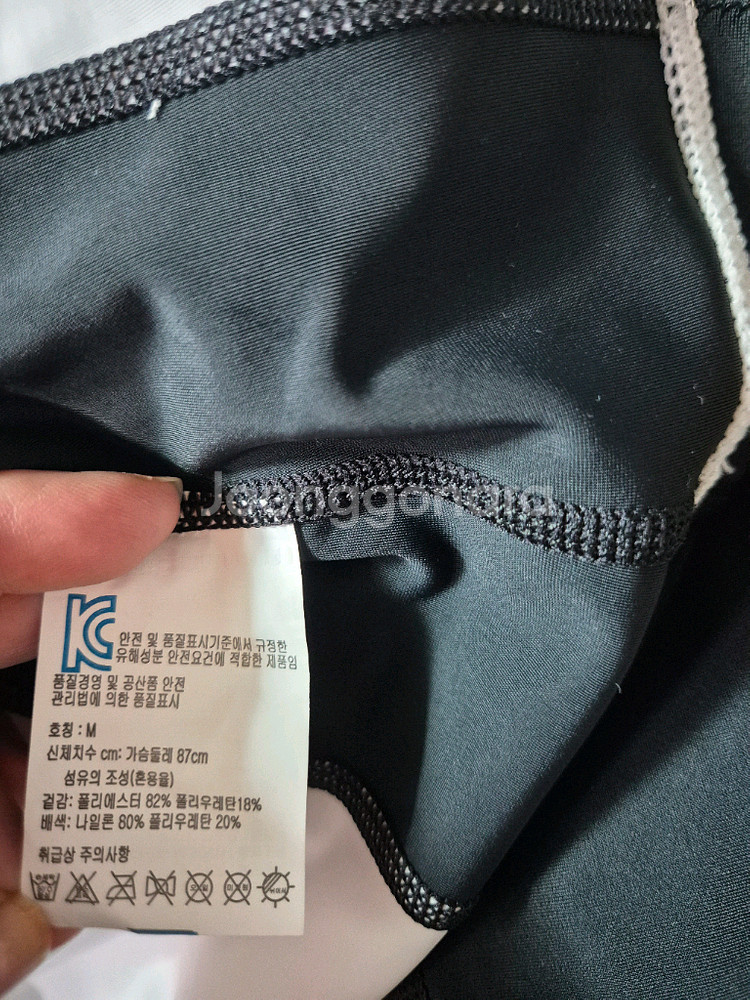 Joonggonara
KC 안전 및 품질표시기준에서 규정한
유해성분 안전요건에 적합한 제품임
품질경영 및 공산품 안전
관리법에 의한 품질표시
호칭 : M
신체치수 cm: 가슴둘레 87cm
섬유의 조성(혼용율)
겉감: 폴리에스터 82% 폴리우레탄18%
배색: 나일론 80% 폴리우레탄 20%
취급상 주의사항